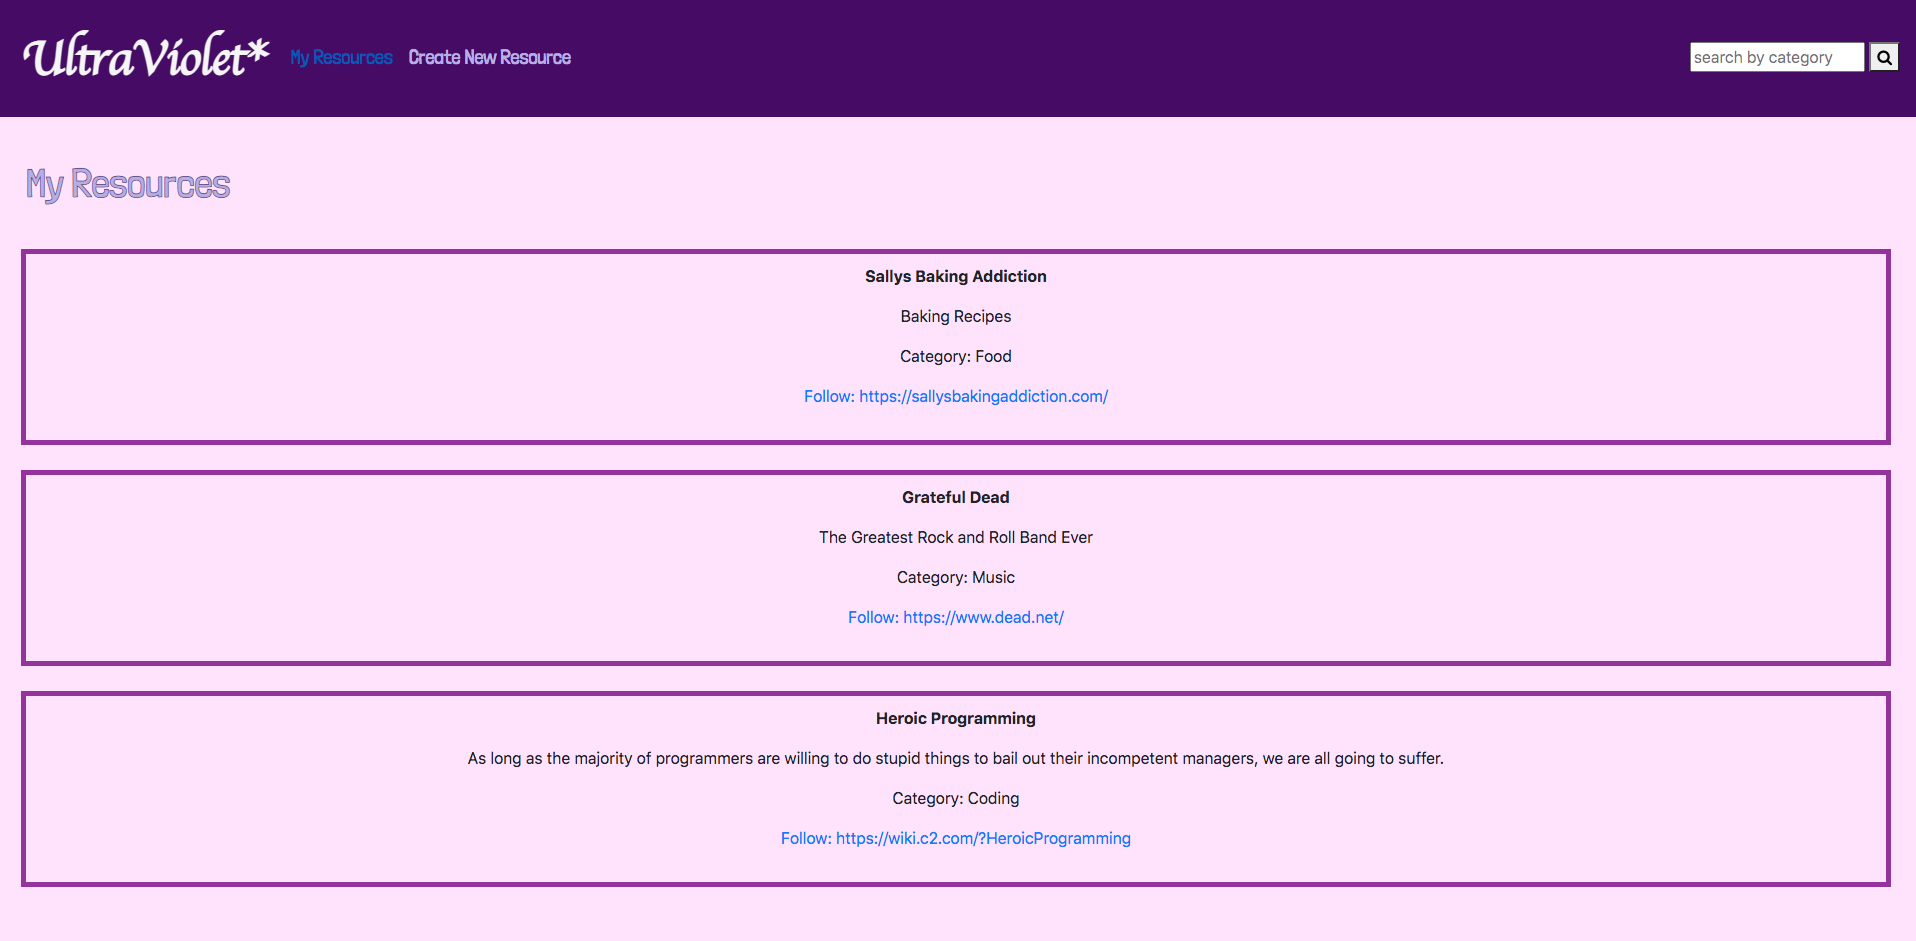 UltraViolet* My Resources Create New Resource search by category
My Resources
Sallys Baking Addiction
Baking Recipes
Category: Food
Follow: https://sallysbakingaddiction.com/
Grateful Dead
The Greatest Rock and Roll Band Ever
Category: Music
Follow: https://www.dead.net/
Heroic Programming
As long as the majority of programmers are willing to do stupid things to bail out their incompetent managers, we are all going to suffer.
Category: Coding
Follow: https://wiki.c2.com/?HeroicProgramming